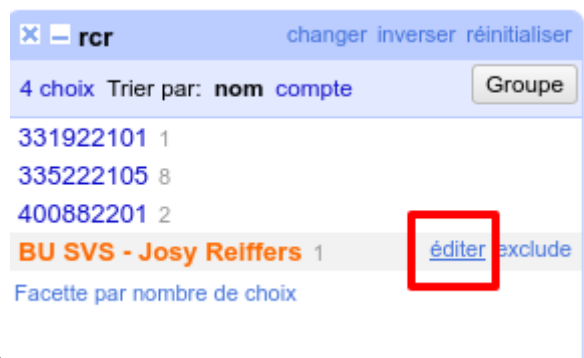 rcr changer inverser réinitialiser
4 choix Trier par: nom compte Groupe
331922101 1
335222105 8
400882201 2
BU SVS - Josy Reiffers 1 éditer exclude
Facette par nombre de choix